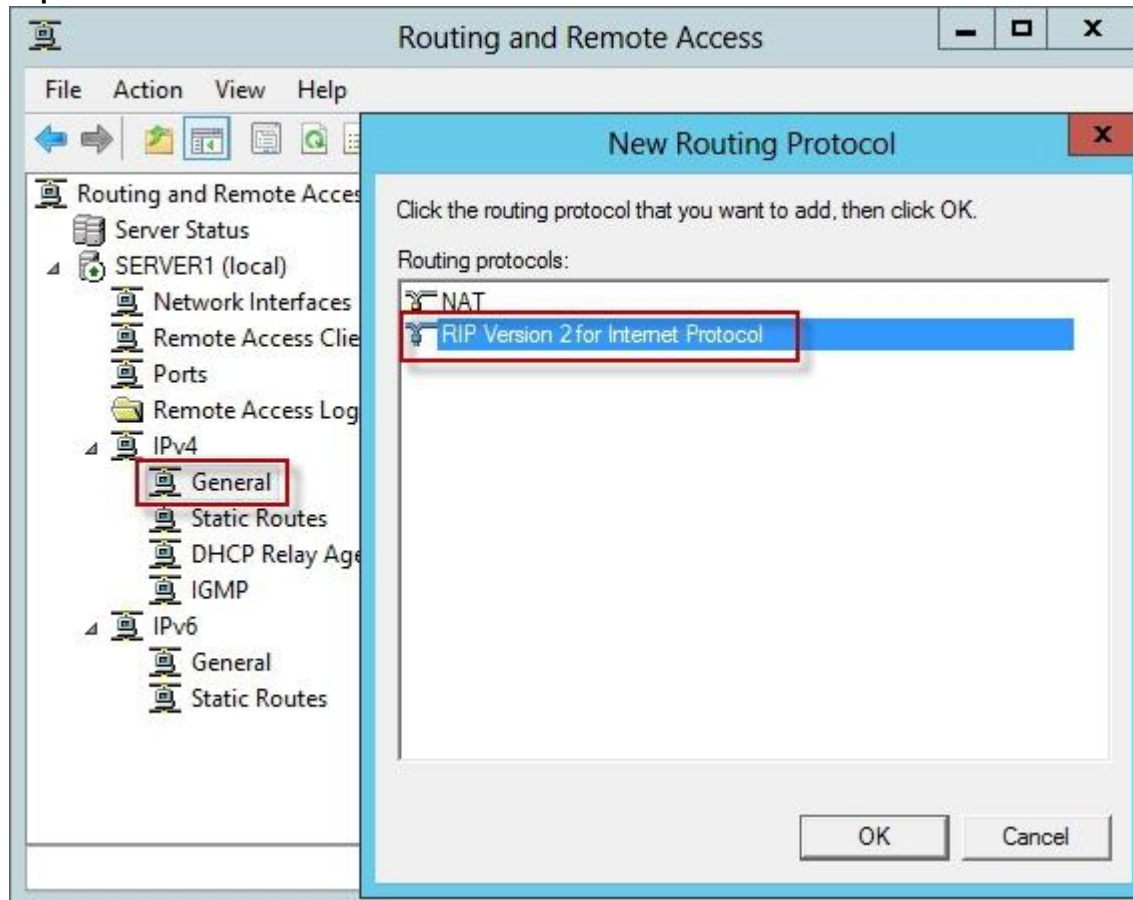 Routing and Remote Access
File Action View Help
New Routing Protocol
Routing and Remote Acces
Server Status
SERVER1 (local)
Network Interfaces
Remote Access Clie
Ports
Remote Access Log
IPv4
General
Static Routes
DHCP Relay Age
IGMP
IPv6
General
Static Routes
Click the routing protocol that you want to add, then click OK.
Routing protocols:
NAT
RIP Version 2 for Internet Protocol
OK Cancel